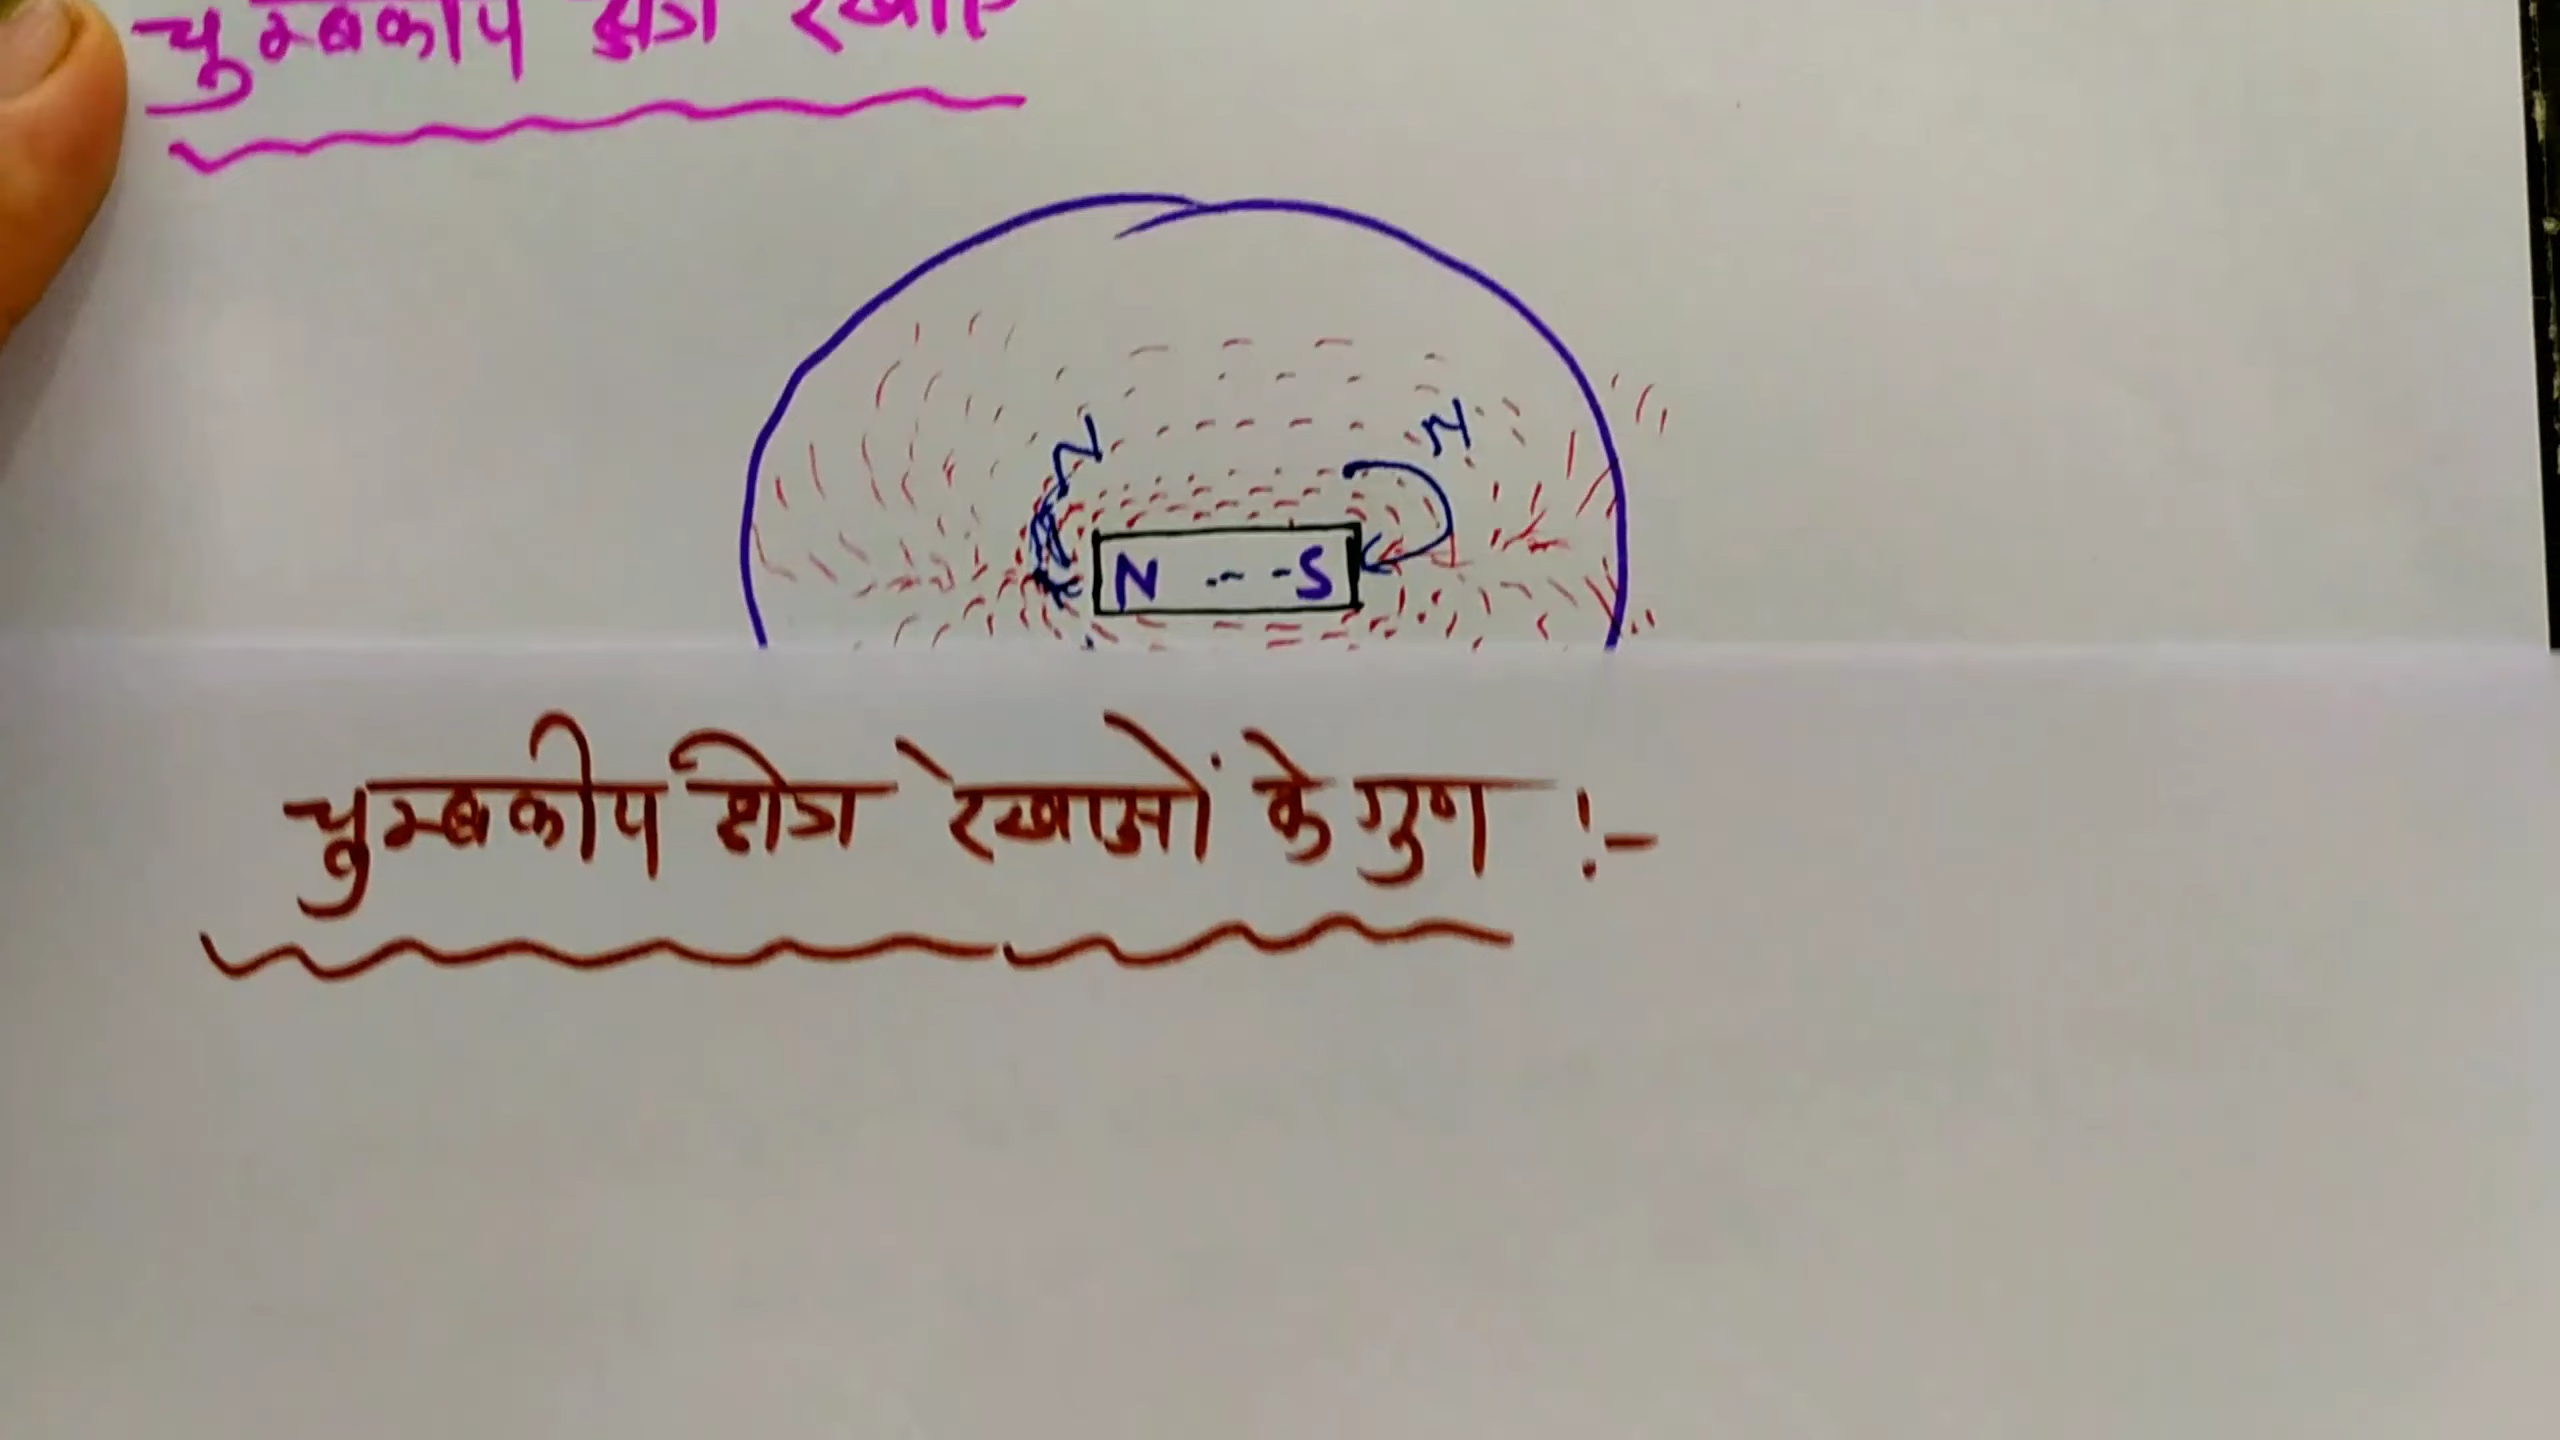 चुम्बकीय क्षेत्र रेखाएँ
N N
N --- S
चुम्बकीय क्षेत्र रेखाओं के गुण :-